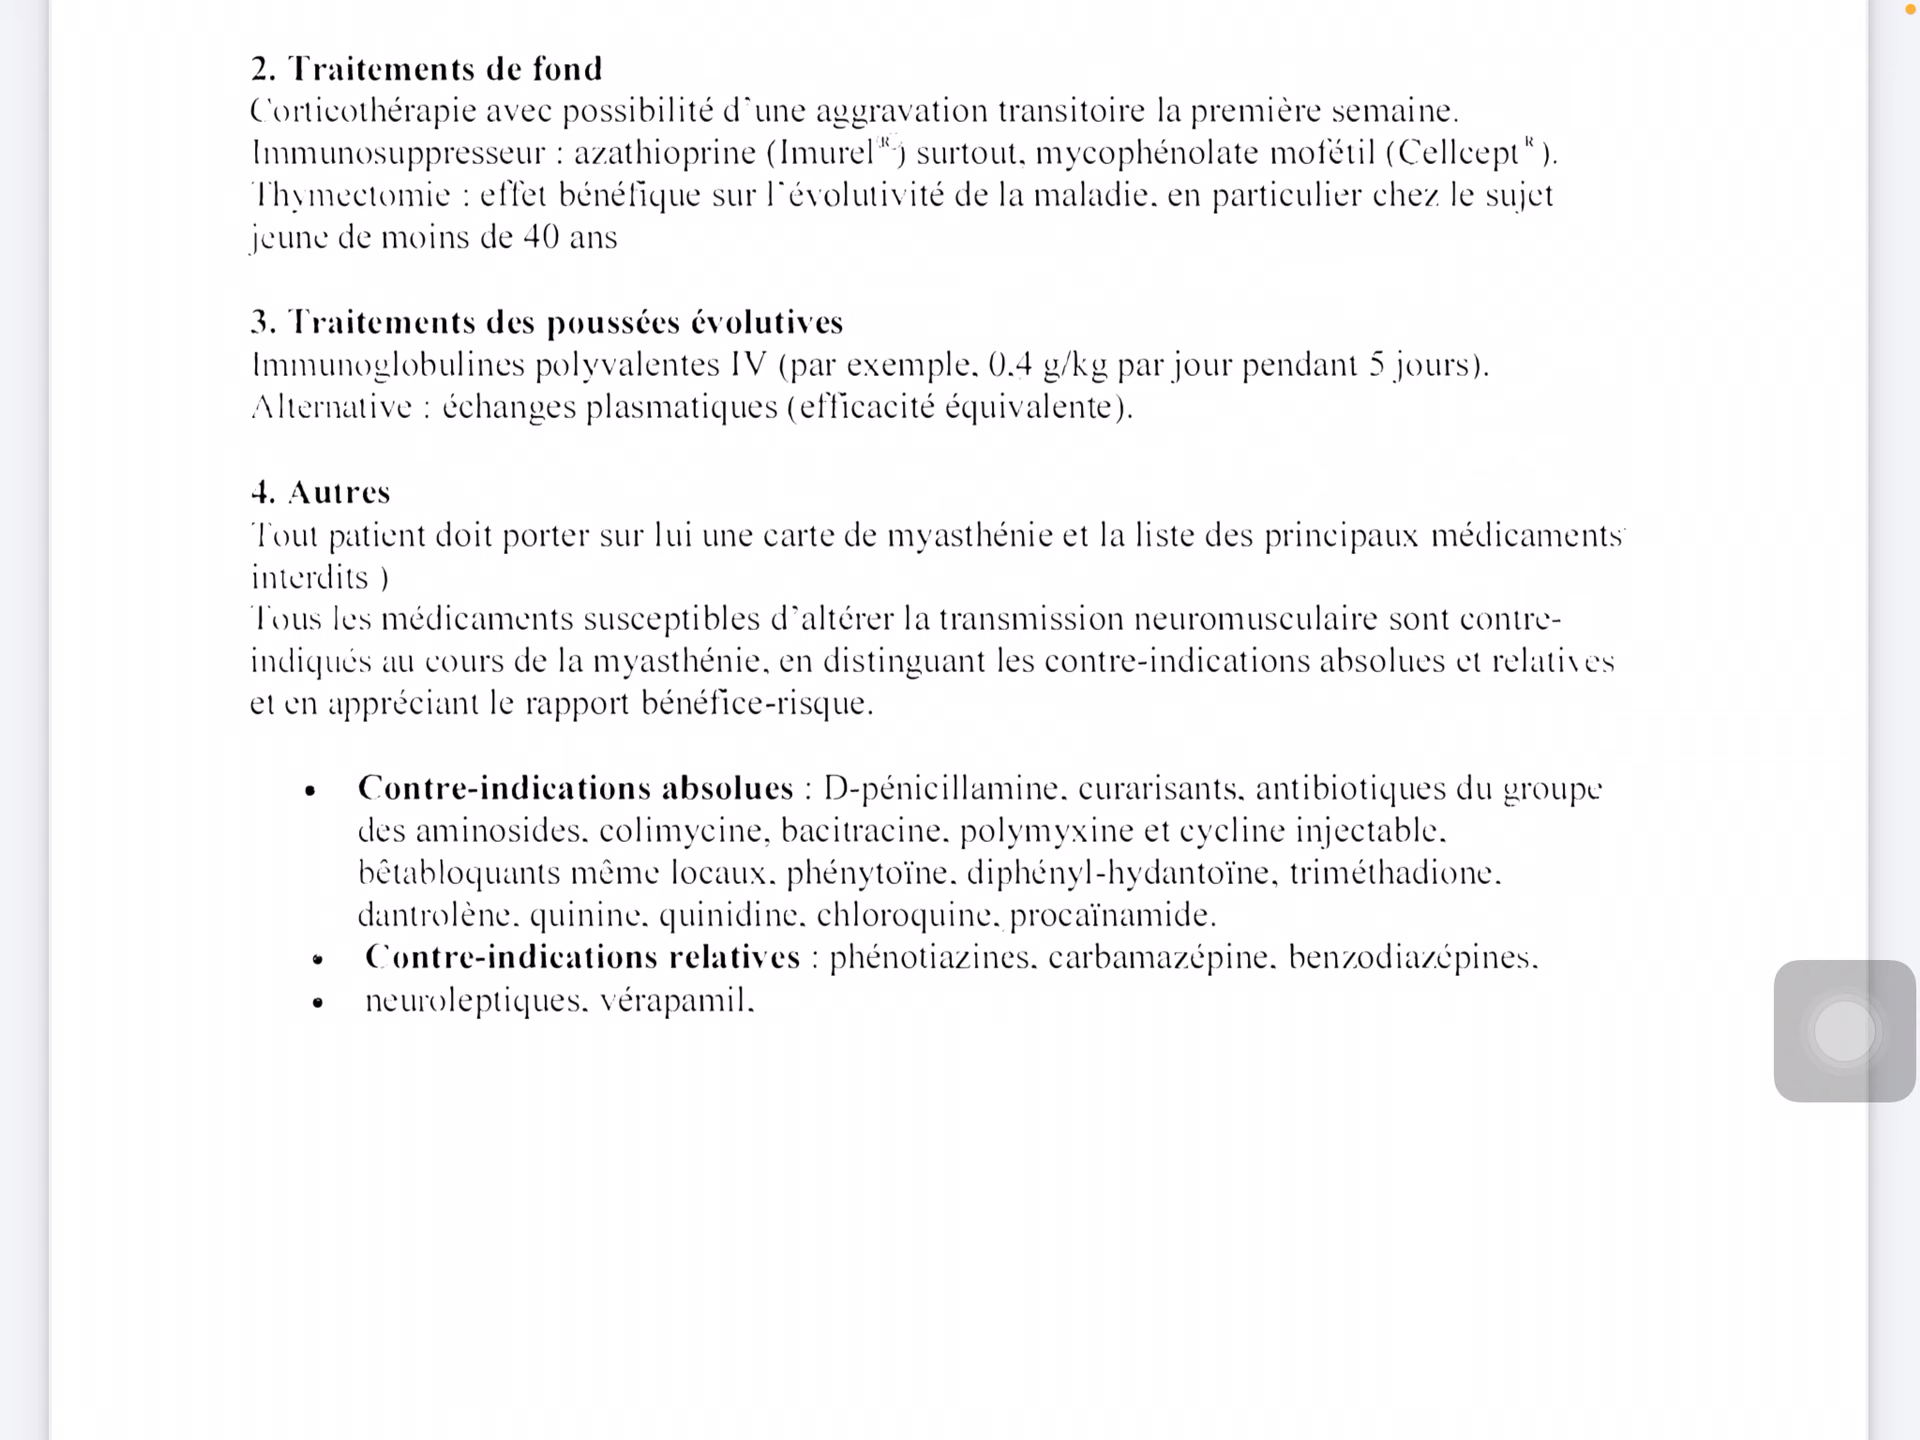 2. Traitements de fond
Corticothérapie avec possibilité d'une aggravation transitoire la première semaine.
Immunosuppresseur : azathioprine (Imurel®) surtout, mycophénolate mofétil (Cellcept®).
Thymectomie : effet bénéfique sur l'évolutivité de la maladie, en particulier chez le sujet
jeune de moins de 40 ans
3. Traitements des poussées évolutives
Immunoglobulines polyvalentes IV (par exemple, 0,4 g/kg par jour pendant 5 jours).
Alternative : échanges plasmatiques (efficacité équivalente).
4. Autres
Tout patient doit porter sur lui une carte de myasthénie et la liste des principaux médicaments
interdits )
Tous les médicaments susceptibles d'altérer la transmission neuromusculaire sont contre-
indiqués au cours de la myasthénie, en distinguant les contre-indications absolues et relatives
et en appréciant le rapport bénéfice-risque.
• Contre-indications absolues : D-pénicillamine, curarisants, antibiotiques du groupe
des aminosides, colimycine, bacitracine, polymyxine et cycline injectable,
bêtabloquants même locaux, phénytoïne, diphényl-hydantoïne, triméthadione,
dantrolène, quinine, quinidine, chloroquine, procaïnamide.
• Contre-indications relatives : phénotiazines, carbamazépine, benzodiazépines,
• neuroleptiques, vérapamil.